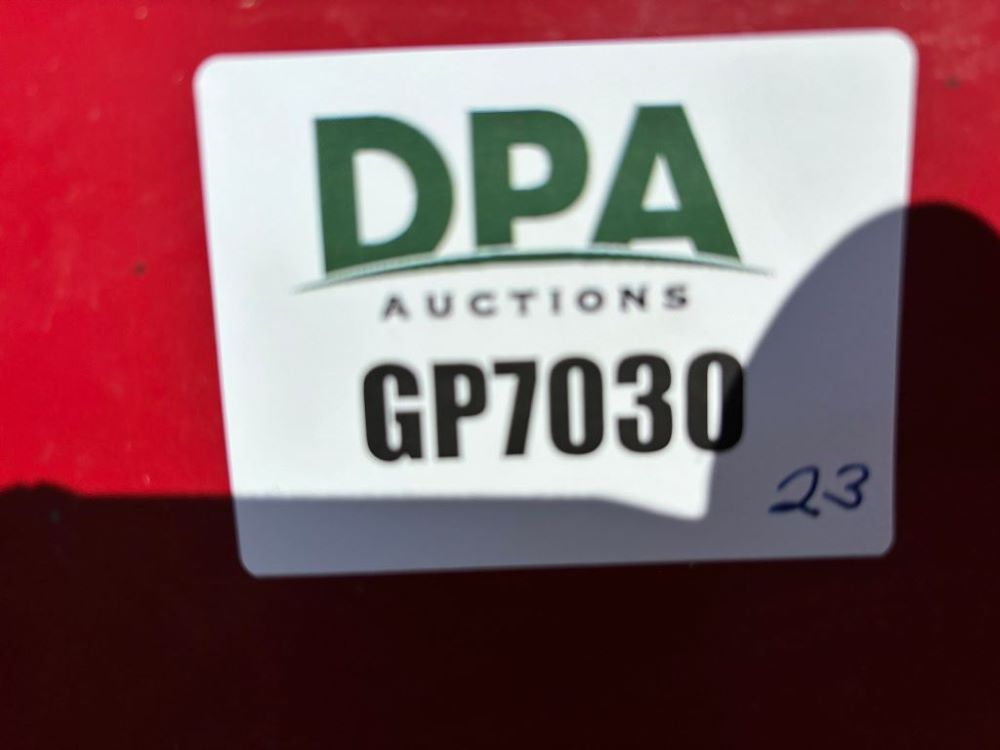 DPA
AUCTIONS
GP7030
23